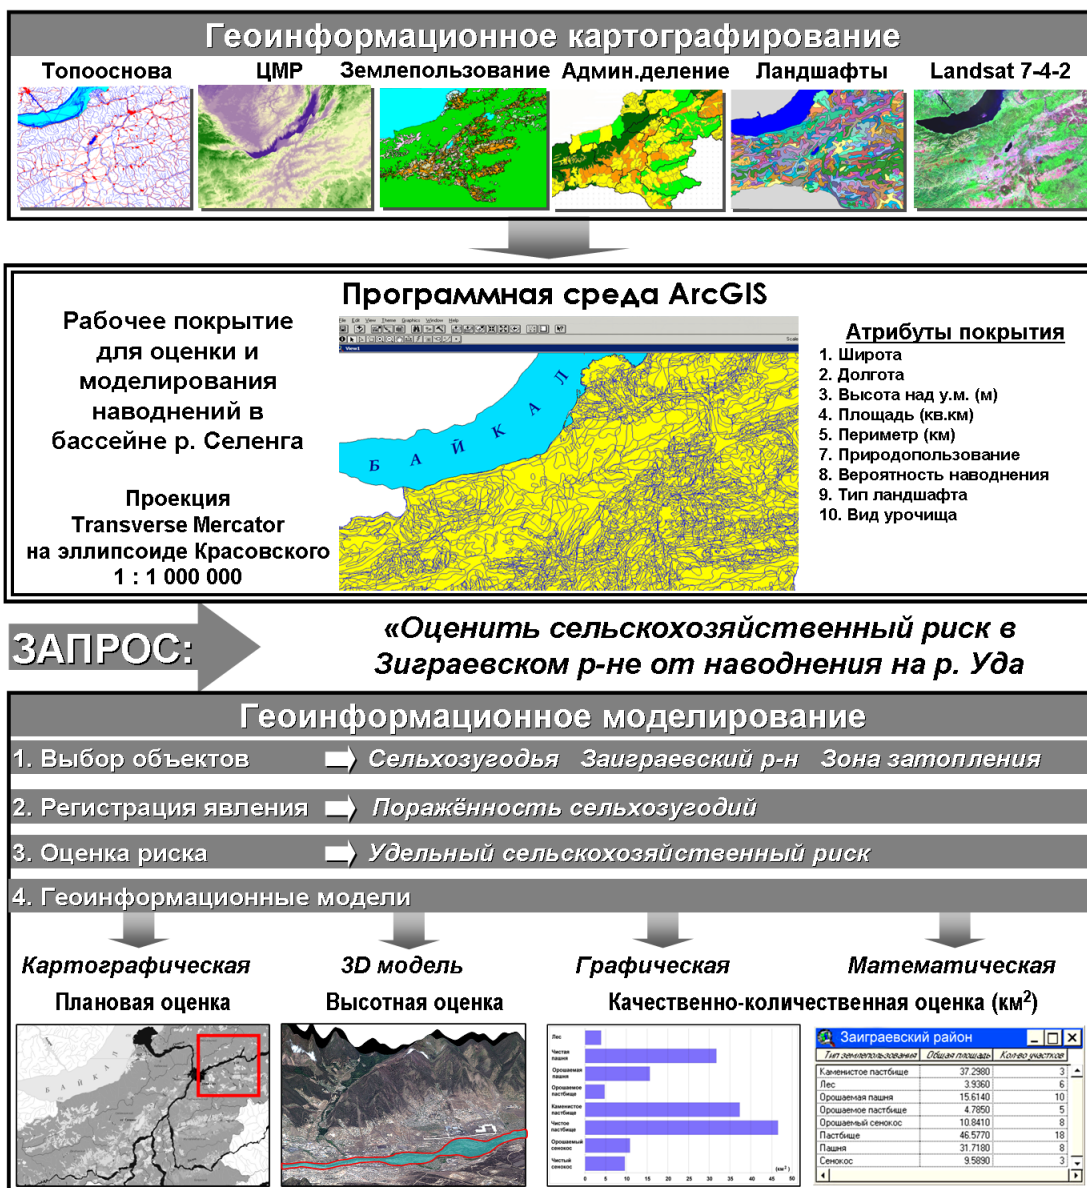 Геоинформационное картографирование
Топооснова ЦМР Землепользование Админ.деление Ландшафты Landsat 7-4-2
Программная среда ArcGIS
Рабочее покрытие
для оценки и
моделирования
наводнений в
бассейне р. Селенга
Проекция
Transverse Mercator
на эллипсоиде Красовского
1 : 1 000 000
File Edit View Theme Graphics Window Help
View1
Scale
Б А Й К А Л
Атрибуты покрытия
1. Широта
2. Долгота
3. Высота над у.м. (м)
4. Площадь (кв.км)
5. Периметр (км)
7. Природопользование
8. Вероятность наводнения
9. Тип ландшафта
10. Вид урочища
ЗАПРОС:
«Оценить сельскохозяйственный риск в
Зиграевском р-не от наводнения на р. Уда
Геоинформационное моделирование
1. Выбор объектов Сельхозугодья Заиграевский р-н Зона затопления
2. Регистрация явления Поражённость сельхозугодий
3. Оценка риска Удельный сельскохозяйственный риск
4. Геоинформационные модели
Картографическая 3D модель Графическая Математическая
Плановая оценка Высотная оценка Качественно-количественная оценка (км²)
Б А Й К А Л
Лес
Чистая
пашня
Орошаемая
пашня
Орошаемое
пастбище
Каменистое
пастбище
Чистое
пастбище
Орошаемый
сенокос
Чистый
сенокос
(км²)
0 5 10 15 20 25 30 35 40 45 50
Заиграевский район
Тип землепользования Общая площадь Кол-во участков
Каменистое пастбище 37.2980 3
Лес 3.9360 6
Орошаемая пашня 15.6140 10
Орошаемое пастбище 4.7850 5
Орошаемый сенокос 10.8410 8
Пастбище 46.5770 18
Пашня 31.7180 8
Сенокос 9.5890 3